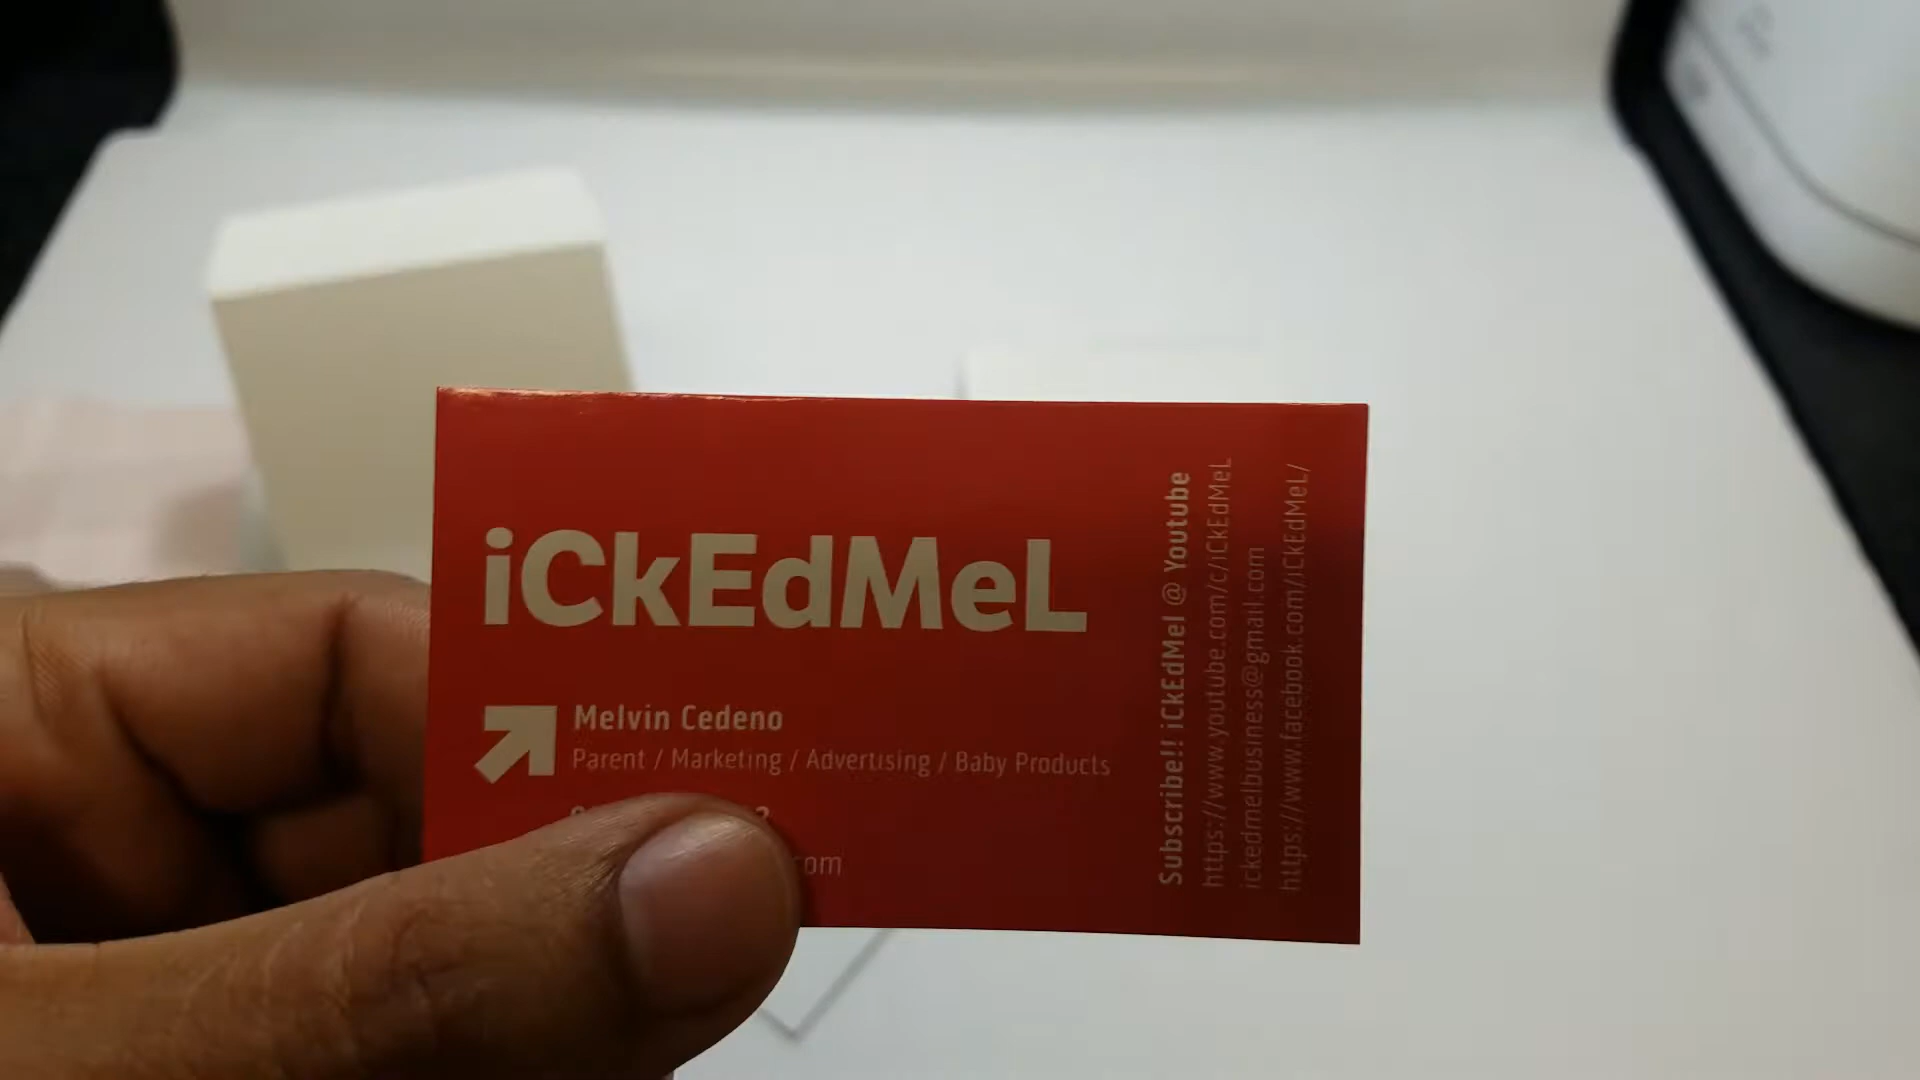 iCkEdMeL
Melvin Cedeno
Parent / Marketing / Advertising / Baby Products
om
Subscribe!! iCkEdMel @ Youtube
https://www.youtube.com/c/iCkEdMeL
ickedmelbusiness@gmail.com
https://www.facebook.com/iCkEdMeL/